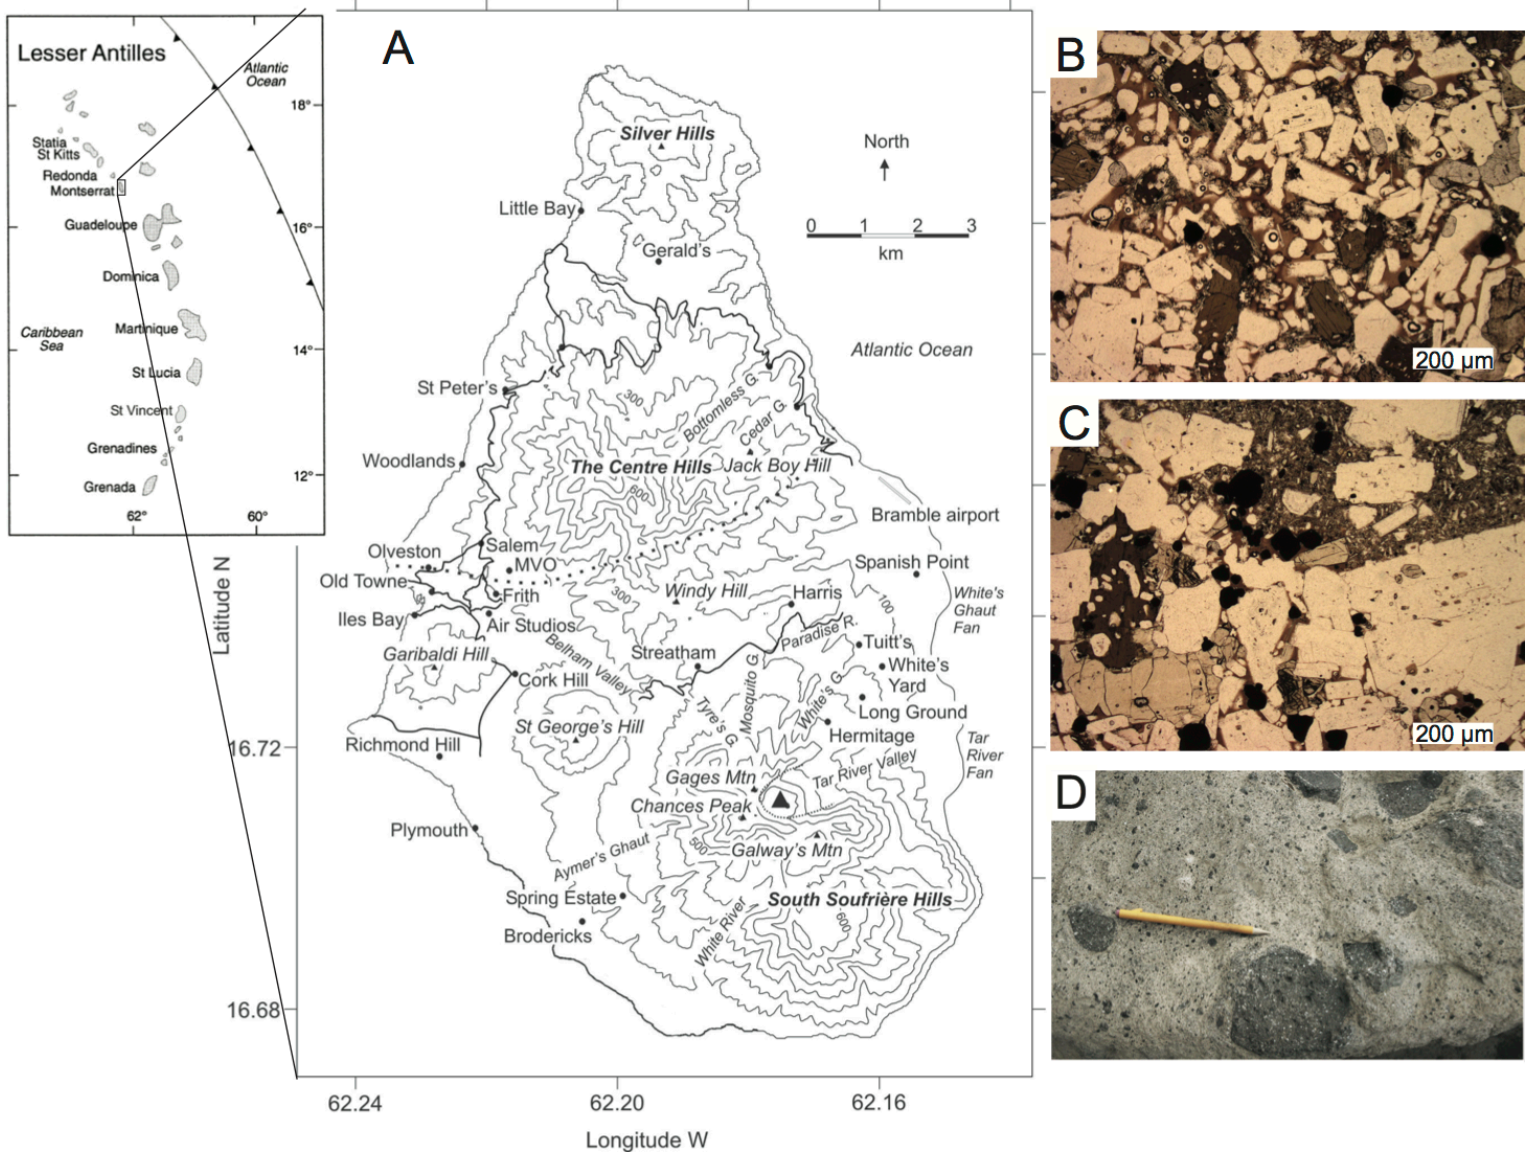 Lesser Antilles
Atlantic
Ocean
18°
Statia
St Kitts
Redonda
Montserrat
Guadeloupe
16°
Dominica
Caribbean
Sea
Martinique
14°
St Lucia
St Vincent
Grenadines
12°
Grenada
62°
60°
A
Silver Hills
North
Little Bay
0 1 2 3
km
Gerald's
Atlantic Ocean
St Peter's
300
Bottomless G.
Cedar G.
Woodlands
The Centre Hills
Jack Boy Hill
600
Bramble airport
Olveston
Salem
MVO
Spanish Point
Old Towne
Frith
300
Windy Hill
Harris
100
White's
Ghaut
Fan
Iles Bay
Air Studios
Belham Valley
Paradise R.
Garibaldi Hill
Streatham
Tuitt's
White's
Yard
Cork Hill
Tyre's G.
Mosquito G.
White's G.
Long Ground
St George's Hill
Hermitage
Richmond Hill
Tar
River
Fan
Gages Mtn
Tar River Valley
Chances Peak
Plymouth
500
Galway's Mtn
Aymer's Ghaut
Spring Estate
South Soufrière Hills
600
Brodericks
White River
Latitude N
16.72
16.68
62.24
62.20
62.16
Longitude W
B
200 µm
C
200 µm
D